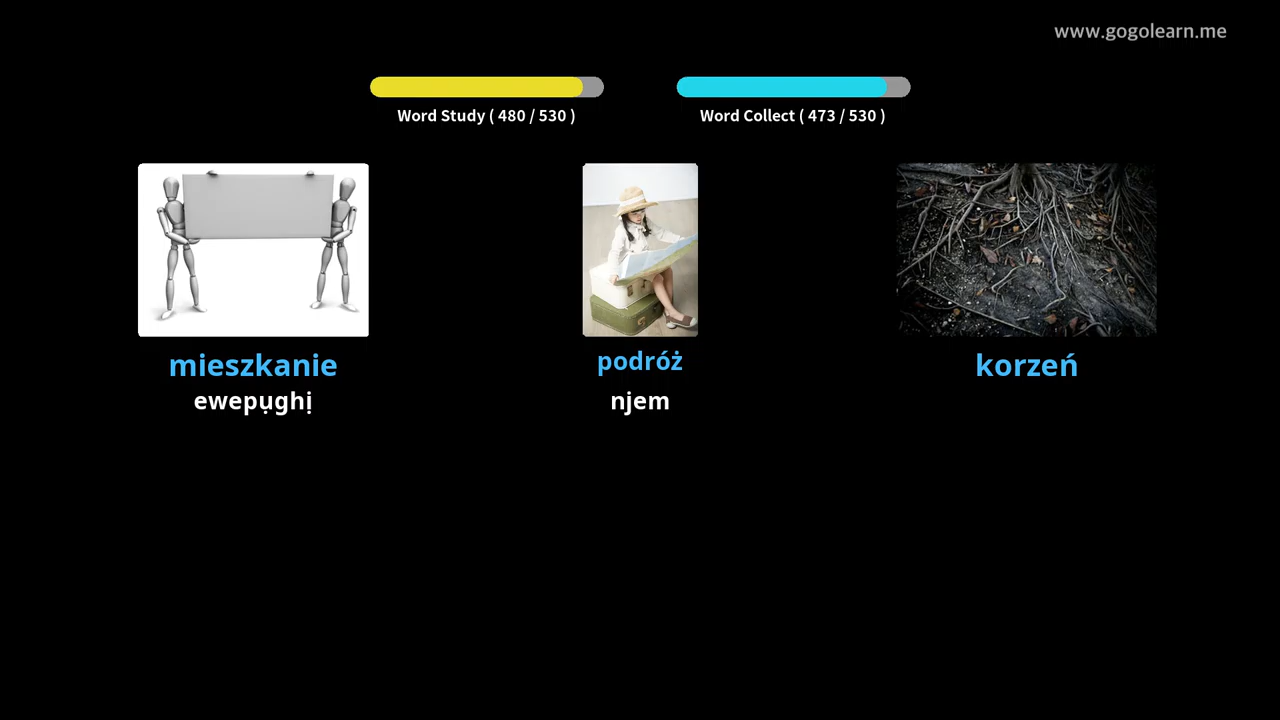 www.gogolearn.me
Word Study ( 480 / 530 )
Word Collect ( 473 / 530 )
mieszkanie
podróż
korzeń
ewepụghị
njem